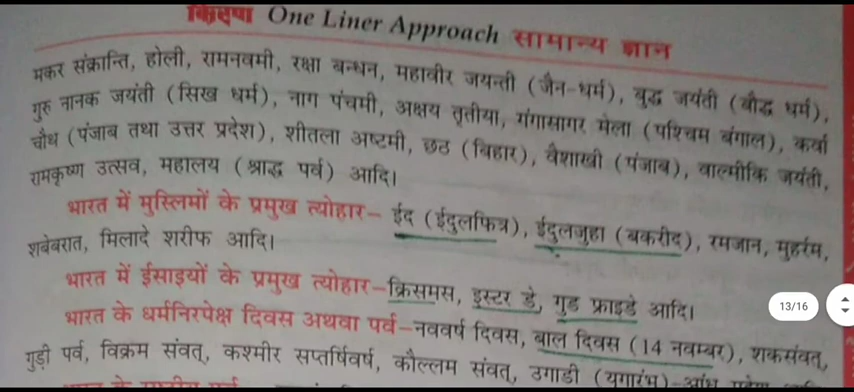 किरण One Liner Approach सामान्य ज्ञान
मकर संक्रान्ति, होली, रामनवमी, रक्षा बन्धन, महावीर जयन्ती (जैन-धर्म), बुद्ध जयंती (बौद्ध धर्म),
गुरु नानक जयंती (सिख धर्म), नाग पंचमी, अक्षय तृतीया, गंगासागर मेला (पश्चिम बंगाल), कर्वा
चौथ (पंजाब तथा उत्तर प्रदेश), शीतला अष्टमी, छठ (बिहार), वैशाखी (पंजाब), वाल्मीकि जयंती,
रामकृष्ण उत्सव, महालय (श्राद्ध पर्व) आदि।
भारत में मुस्लिमों के प्रमुख त्योहार– ईद (ईदुलफित्र), ईदुलजुहा (बकरीद), रमजान, मुहर्रम,
शबेबरात, मिलादे शरीफ आदि।
भारत में ईसाइयों के प्रमुख त्योहार–क्रिसमस, इस्टर डे, गुड फ्राइडे आदि।
13/16
भारत के धर्मनिरपेक्ष दिवस अथवा पर्व–नववर्ष दिवस, बाल दिवस (14 नवम्बर), शकसंवत्,
गुड़ी पर्व, विक्रम संवत्, कश्मीर सप्तर्षिवर्ष, कौल्लम संवत्, उगाडी (युगारंभ)–आंध्र